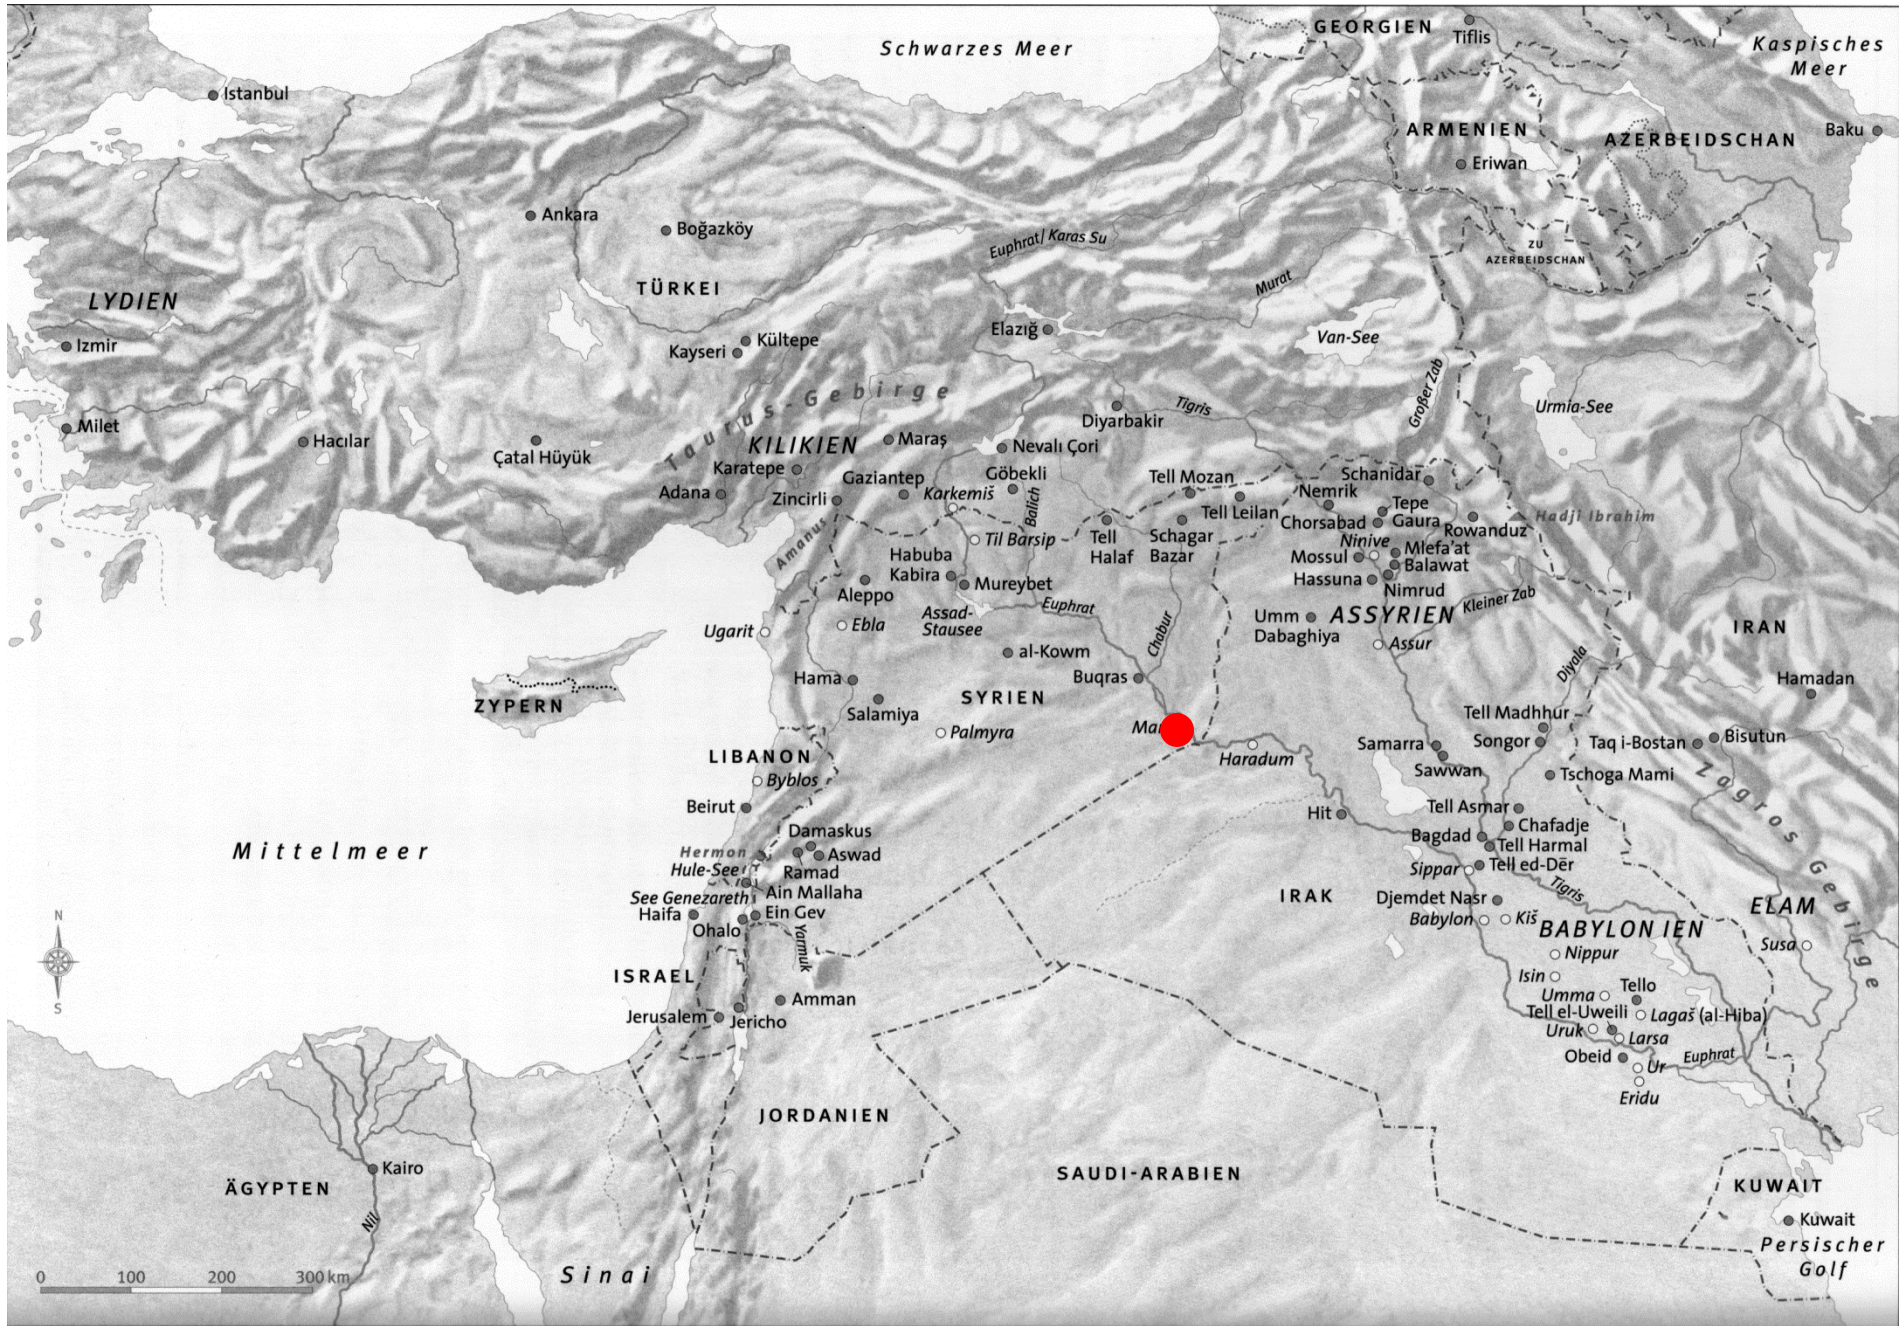 Schwarzes Meer
GEORGIEN
Tiflis
Kaspisches
Meer
Istanbul
ARMENIEN
AZERBEIDSCHAN
Baku
Eriwan
Ankara
Boğazköy
Euphrat/Karas Su
ZU
AZERBEIDSCHAN
TÜRKEI
Murat
LYDIEN
Izmir
Kültepe
Kayseri
Elazığ
Van-See
Großer Zab
Urmia-See
Taurus-Gebirge
Tigris
Diyarbakir
Milet
Hacılar
Çatal Hüyük
KILIKIEN
Maraş
Nevalı Çori
Karatepe
Gaziantep
Göbekli
Tell Mozan
Schanidar
Adana
Zincirli
Karkemiš
Balich
Tell Leilan
Nemrik
Tepe
Gaura
Chorsabad
Rowanduz
Hadji Ibrahim
Amanus
Til Barsip
Tell
Halaf
Schagar
Bazar
Ninive
Mossul
Mlefa'at
Balawat
Hassuna
Nimrud
Habuba
Kabira
Mureybet
Aleppo
Assad-
Stausee
Euphrat
Kleiner Zab
Umm
Dabaghiya
ASSYRIEN
Ugarit
Ebla
Chabur
Assur
IRAN
al-Kowm
Diyala
Hama
Buqras
Hamadan
SYRIEN
ZYPERN
Salamiya
Palmyra
Ma
Tell Madhhur
Songor
Taq i-Bostan
Bisutun
LIBANON
Haradum
Samarra
Sawwan
Tschoga Mami
Byblos
Zagros Gebirge
Beirut
Hit
Tell Asmar
Chafadje
Damaskus
Bagdad
Tell Harmal
Mittelmeer
Hermon
Aswad
Hule-See
Ramad
Sippar
Tell ed-Dēr
Ain Mallaha
Tigris
See Genezareth
IRAK
Djemdet Nasr
Haifa
Ein Gev
Babylon
Kiš
ELAM
Ohalo
Yarmuk
BABYLONIEN
Susa
Nippur
ISRAEL
Isin
Amman
Umma
Tello
Jerusalem
Jericho
Tell el-Uweili
Lagaš (al-Hiba)
Uruk
Larsa
Obeid
Euphrat
Ur
Eridu
JORDANIEN
Kairo
ÄGYPTEN
SAUDI-ARABIEN
KUWAIT
Nil
Kuwait
Persischer
Golf
Sinai
N
S
0 100 200 300 km